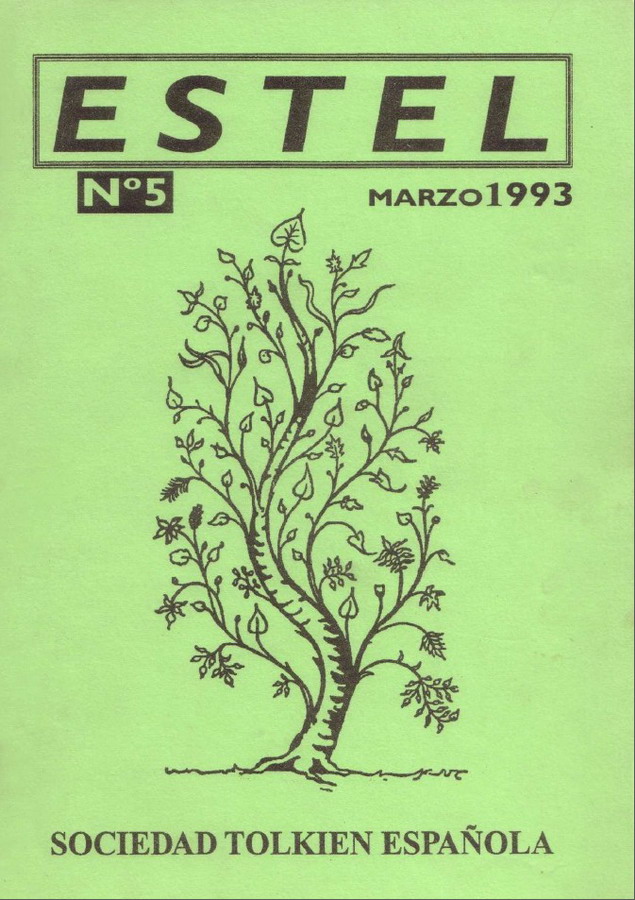 ESTEL
Nº5 MARZO 1993
SOCIEDAD TOLKIEN ESPAÑOLA